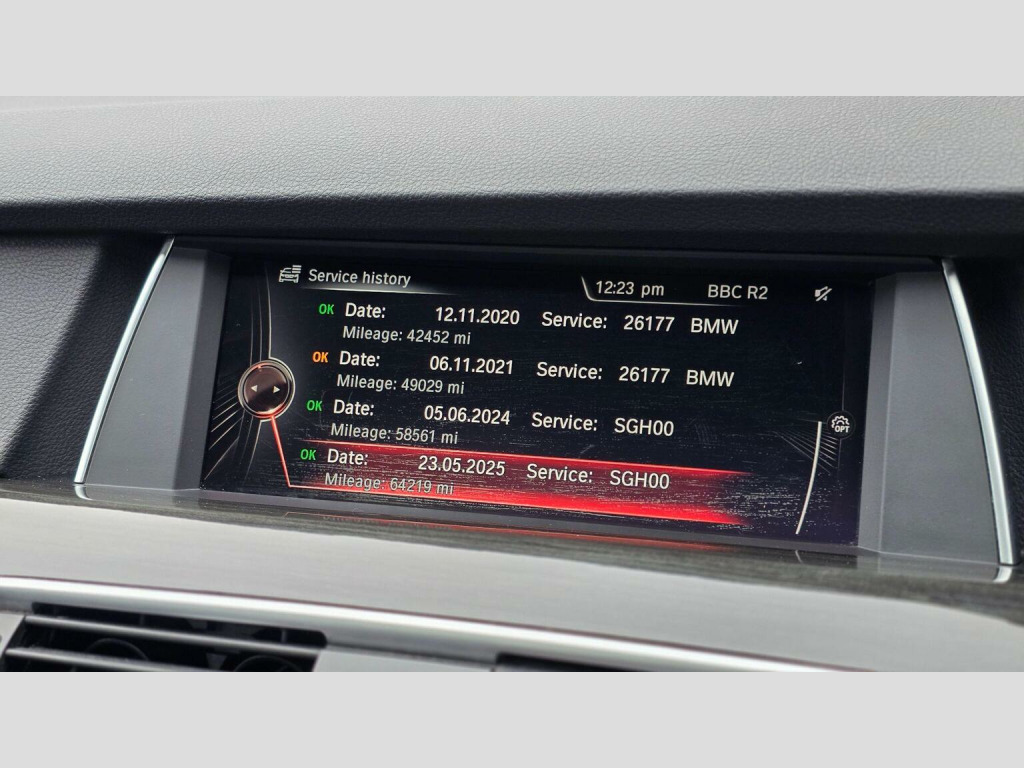 Service history
12:23 pm BBC R2
OK Date: 12.11.2020 Service: 26177 BMW
Mileage: 42452 mi
OK Date: 06.11.2021 Service: 26177 BMW
Mileage: 49029 mi
OK Date: 05.06.2024 Service: SGH00
Mileage: 58561 mi
OPT
OK Date: 23.05.2025 Service: SGH00
Mileage: 64219 mi